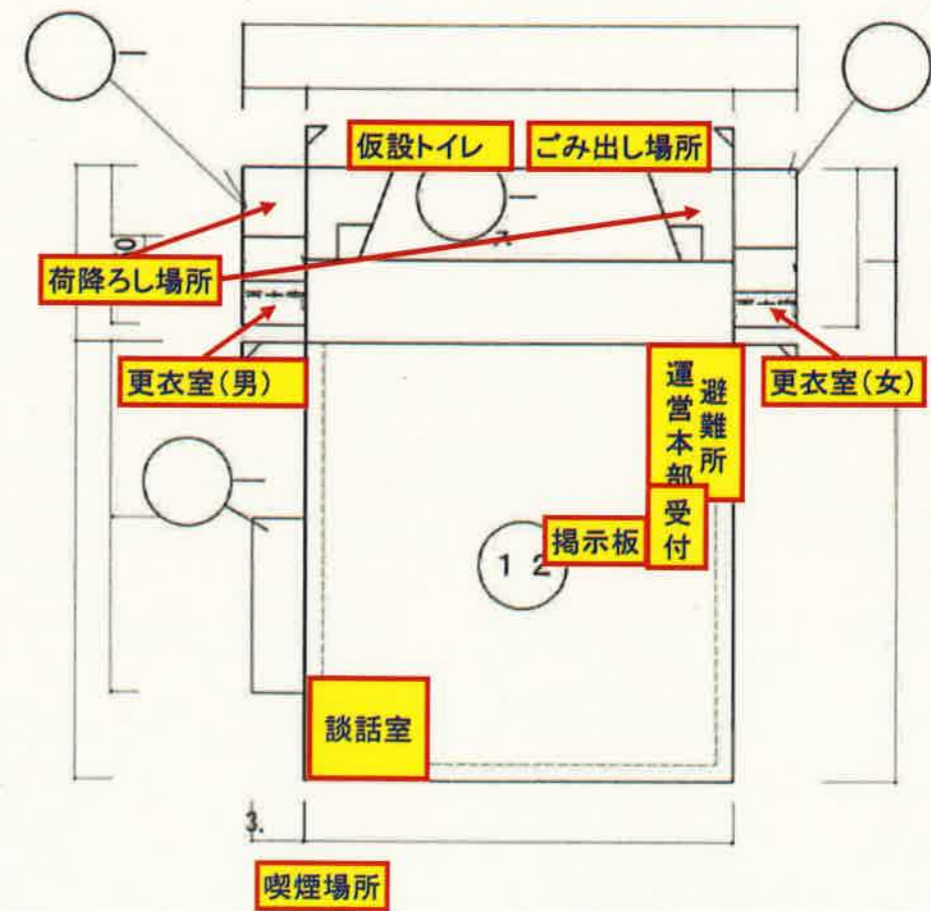 仮設トイレ
ごみ出し場所
ス
荷降ろし場所
更衣室(男)
更衣室(女)
避難所
運営本部
受付
掲示板
12
談話室
3.
喫煙場所